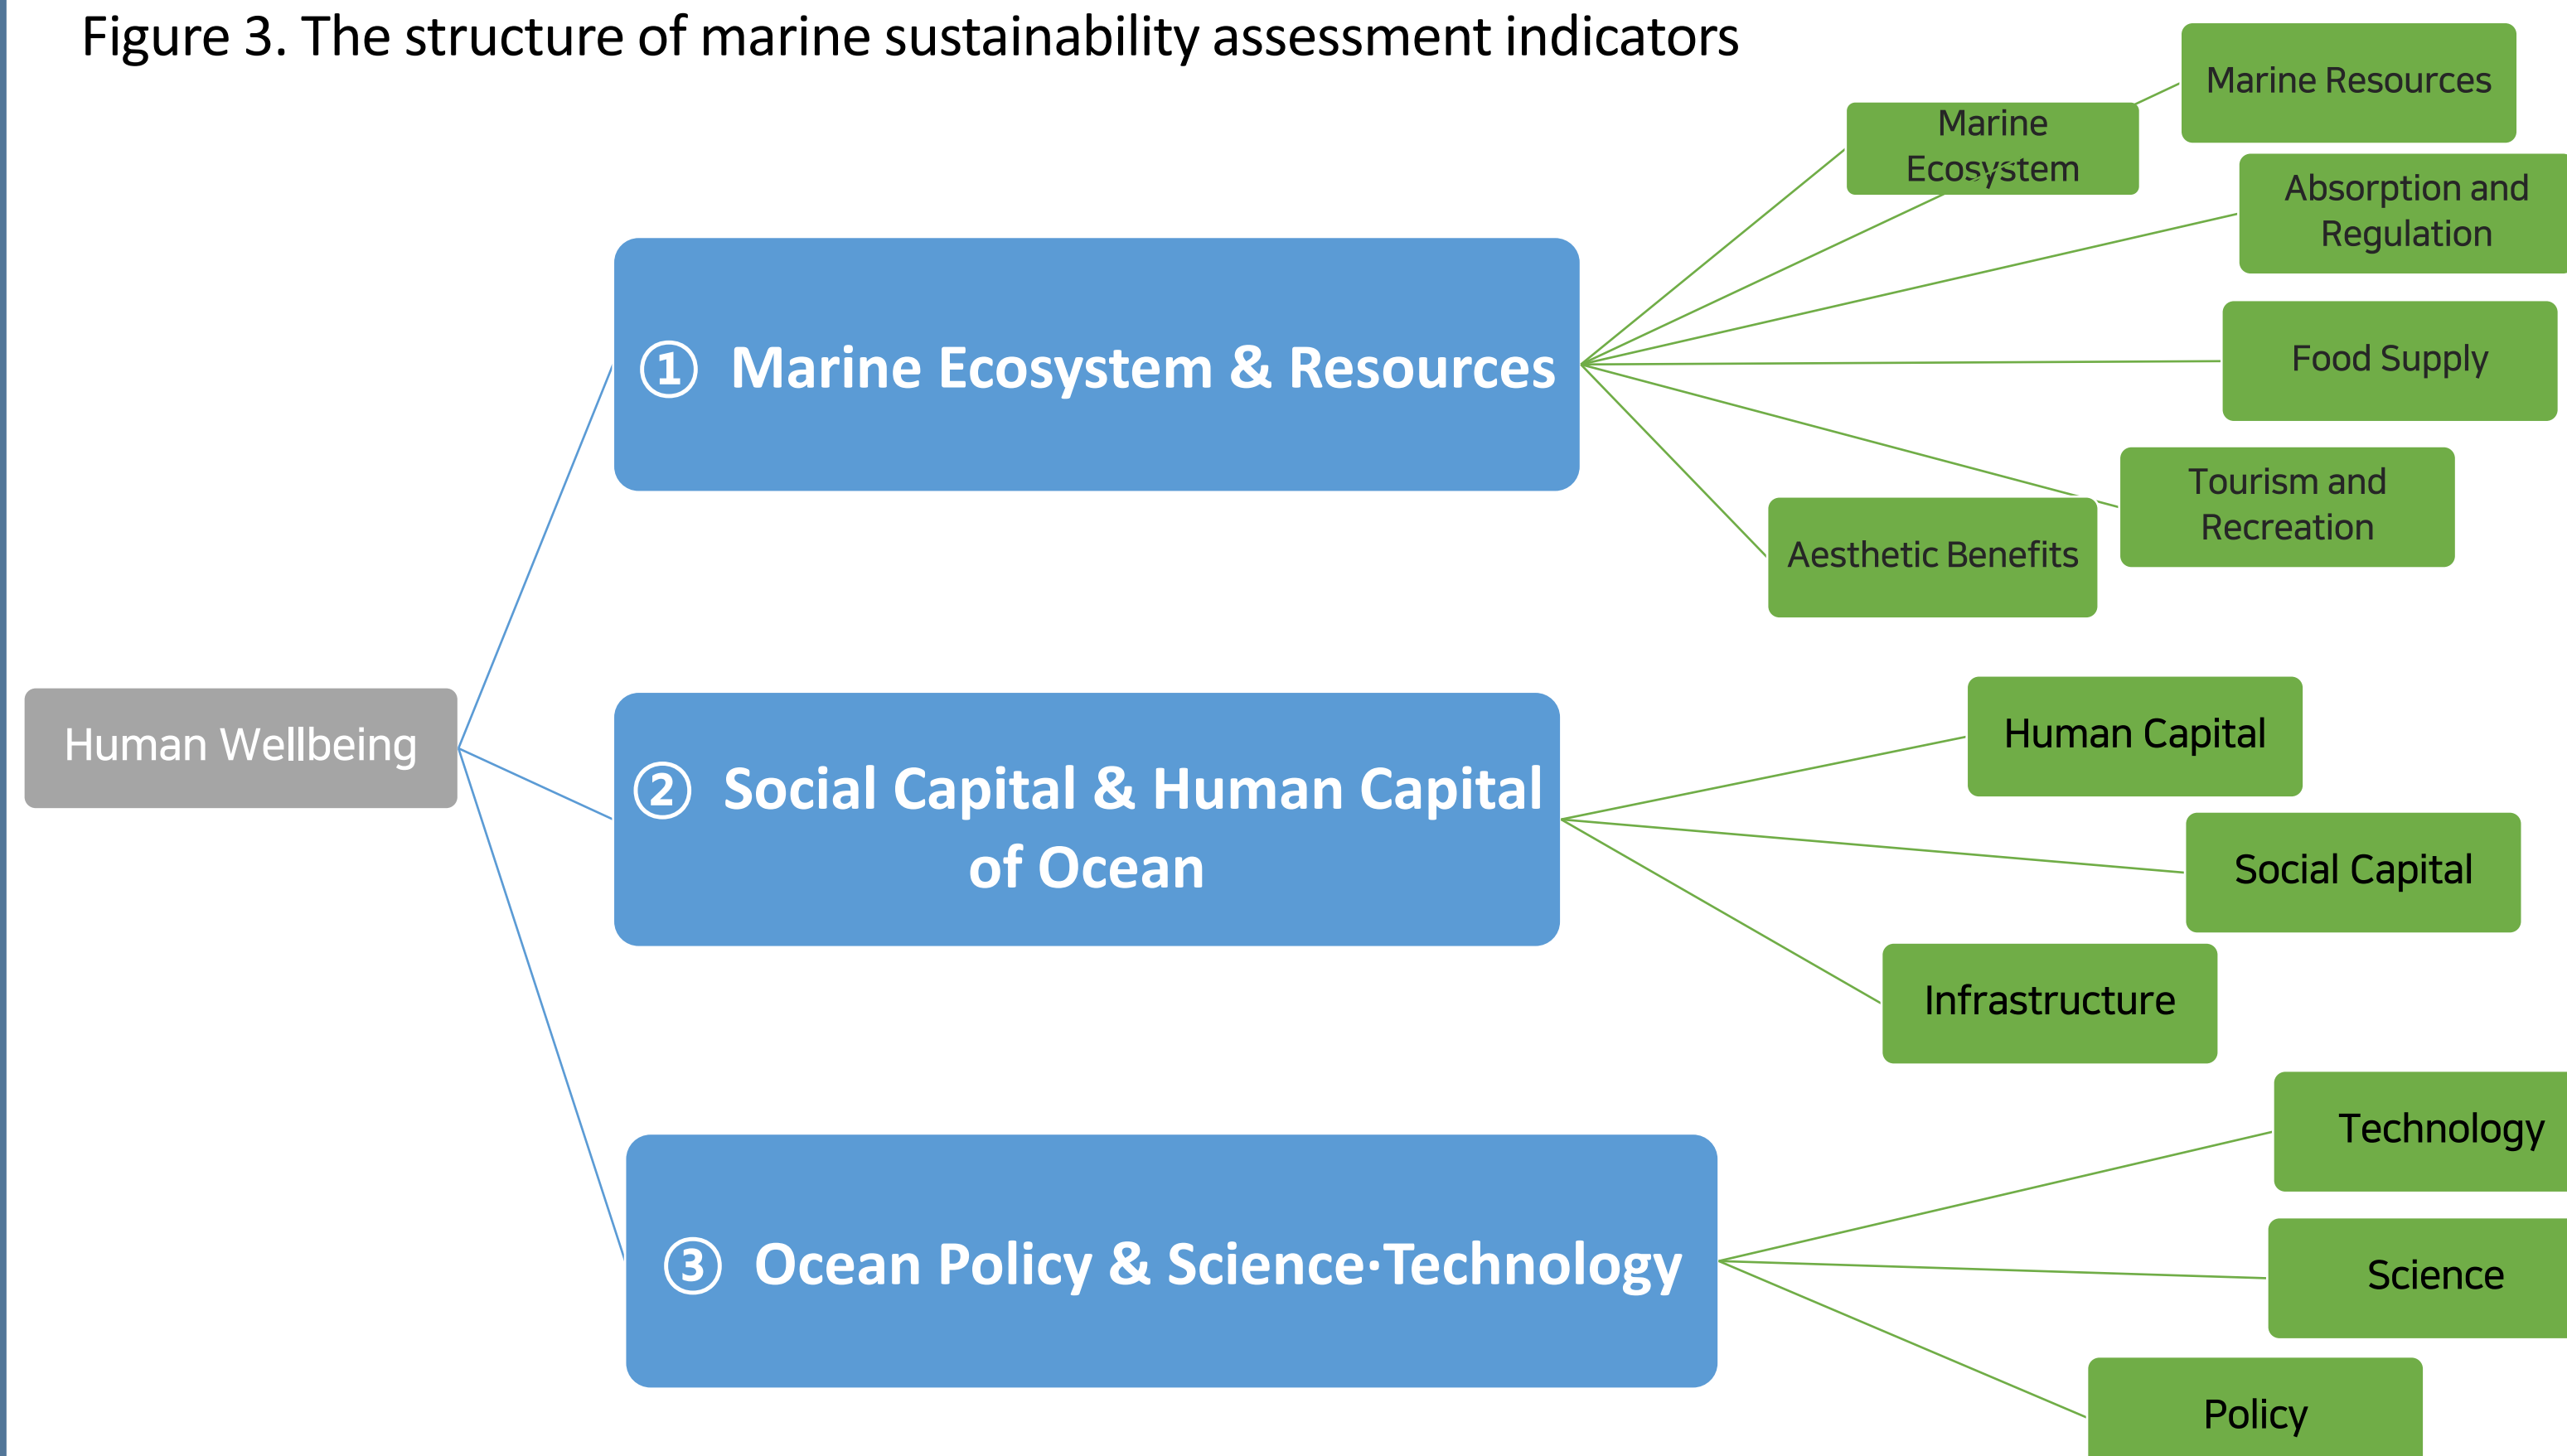 Figure 3. The structure of marine sustainability assessment indicators
Marine Resources
Marine
Ecosystem
Absorption and
Regulation
① Marine Ecosystem & Resources
Food Supply
Tourism and
Recreation
Aesthetic Benefits
Human Wellbeing
② Social Capital & Human Capital
of Ocean
Human Capital
Social Capital
Infrastructure
③ Ocean Policy & Science·Technology
Technology
Science
Policy